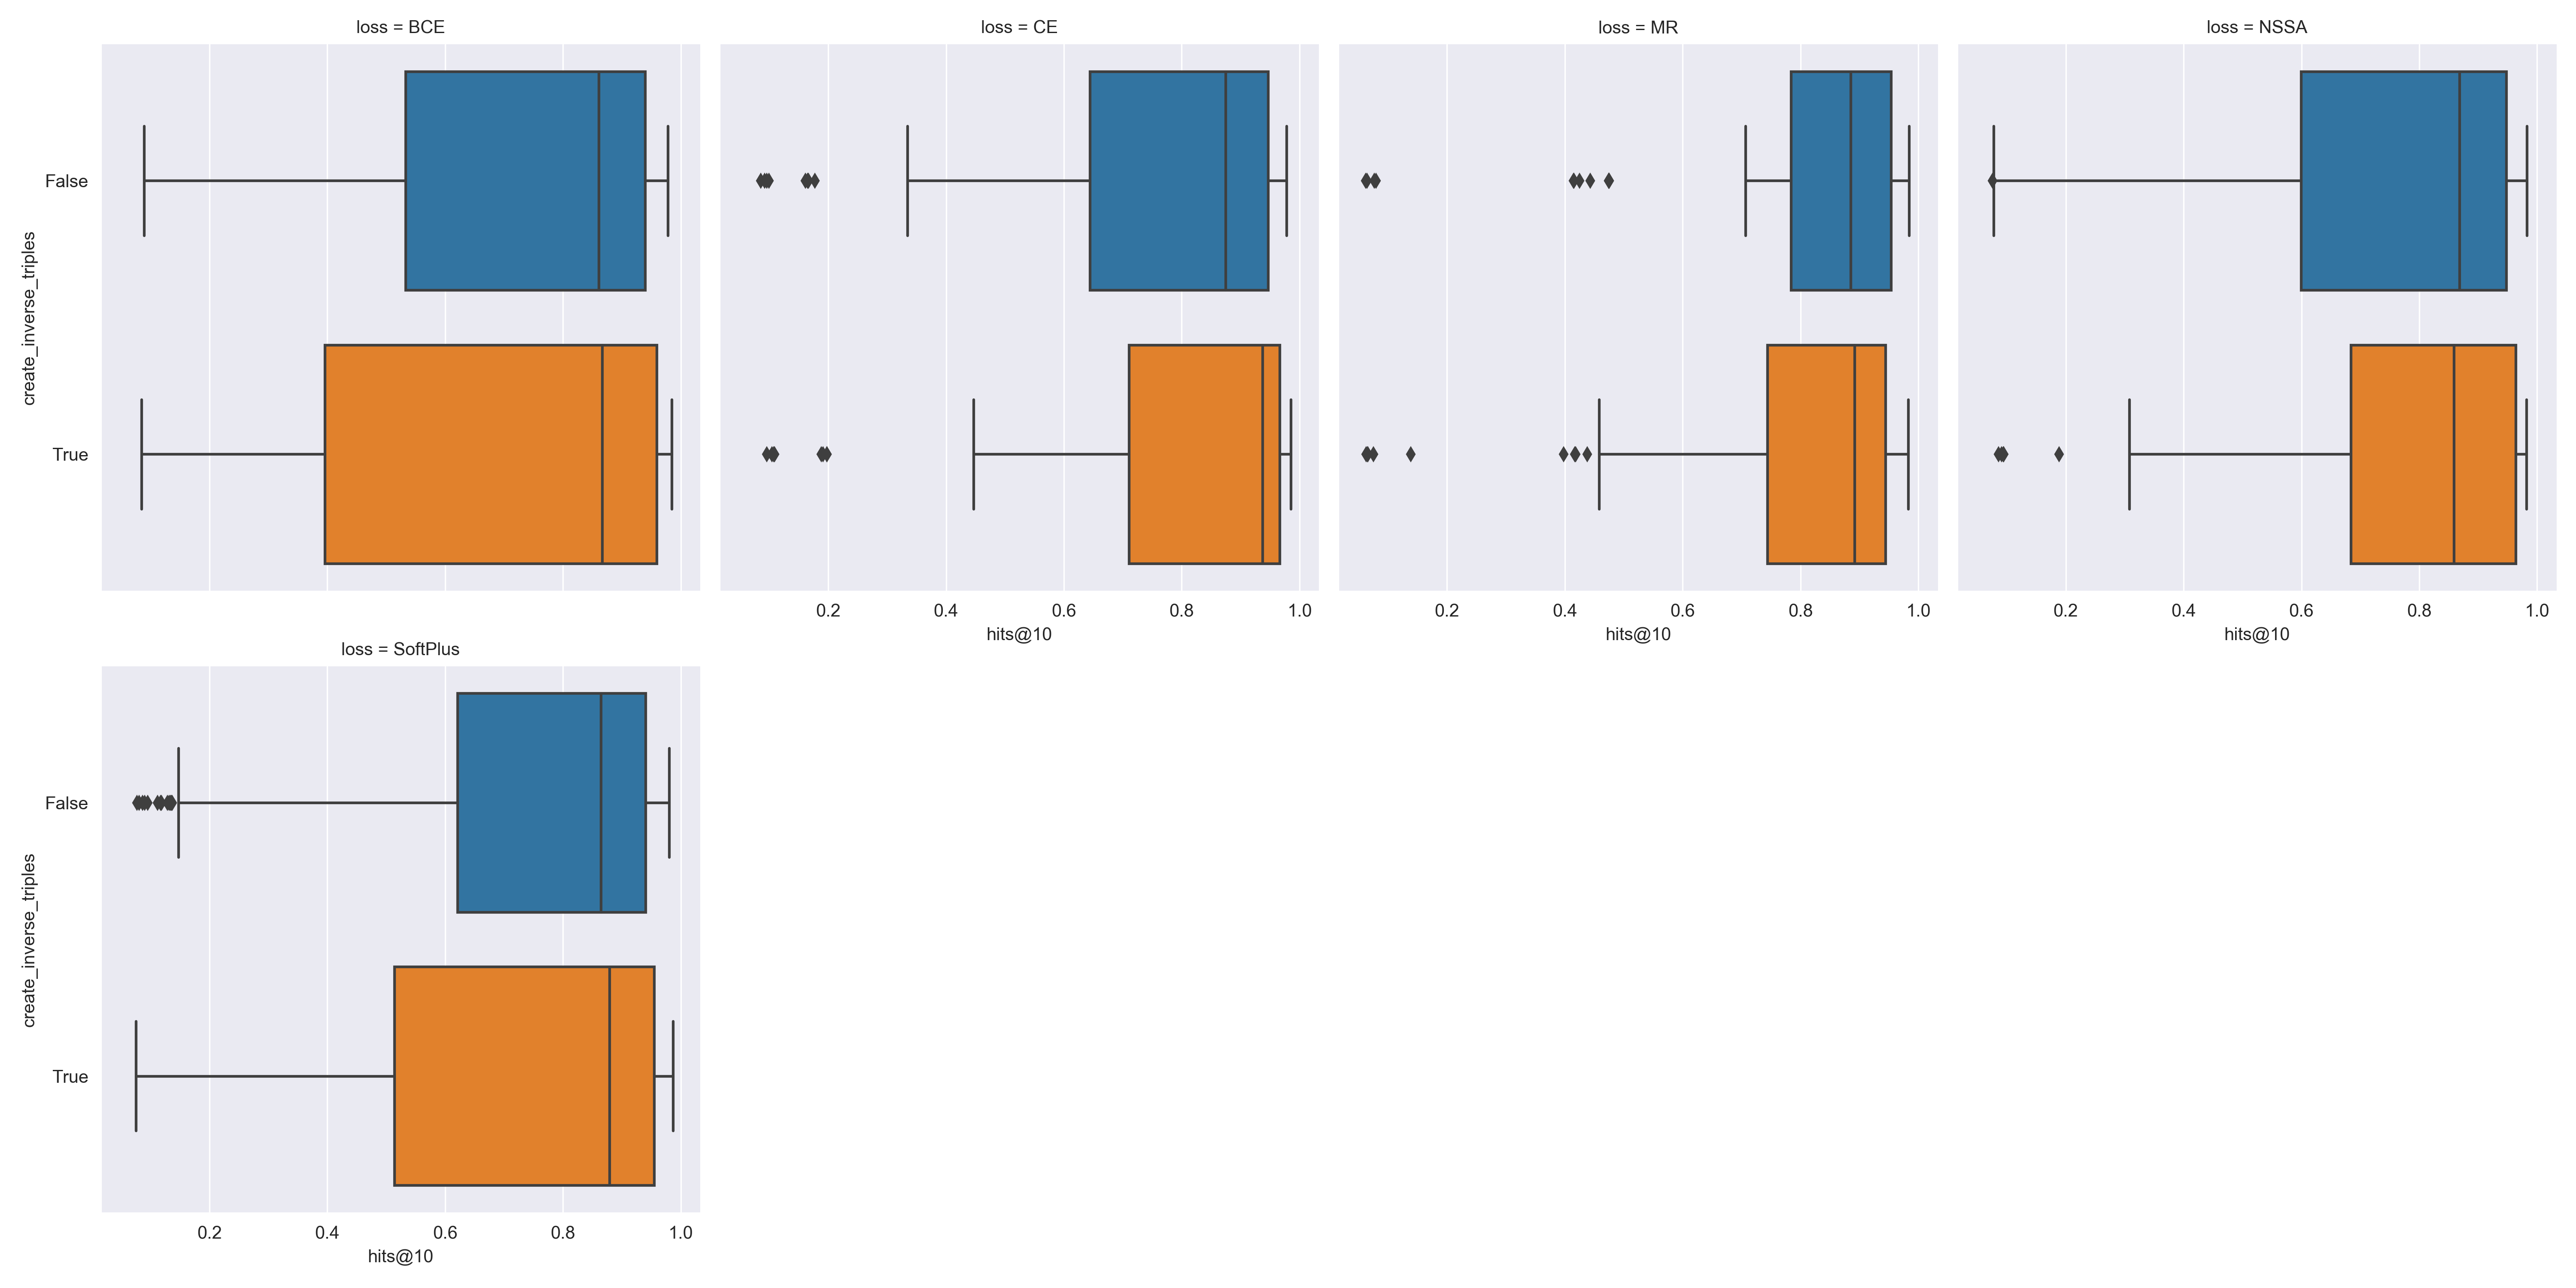 loss = BCE
loss = CE
loss = MR
loss = NSSA
create_inverse_triples
False
True
0.2 0.4 0.6 0.8 1.0
hits@10
0.2 0.4 0.6 0.8 1.0
hits@10
0.2 0.4 0.6 0.8 1.0
hits@10
loss = SoftPlus
create_inverse_triples
False
True
0.2 0.4 0.6 0.8 1.0
hits@10